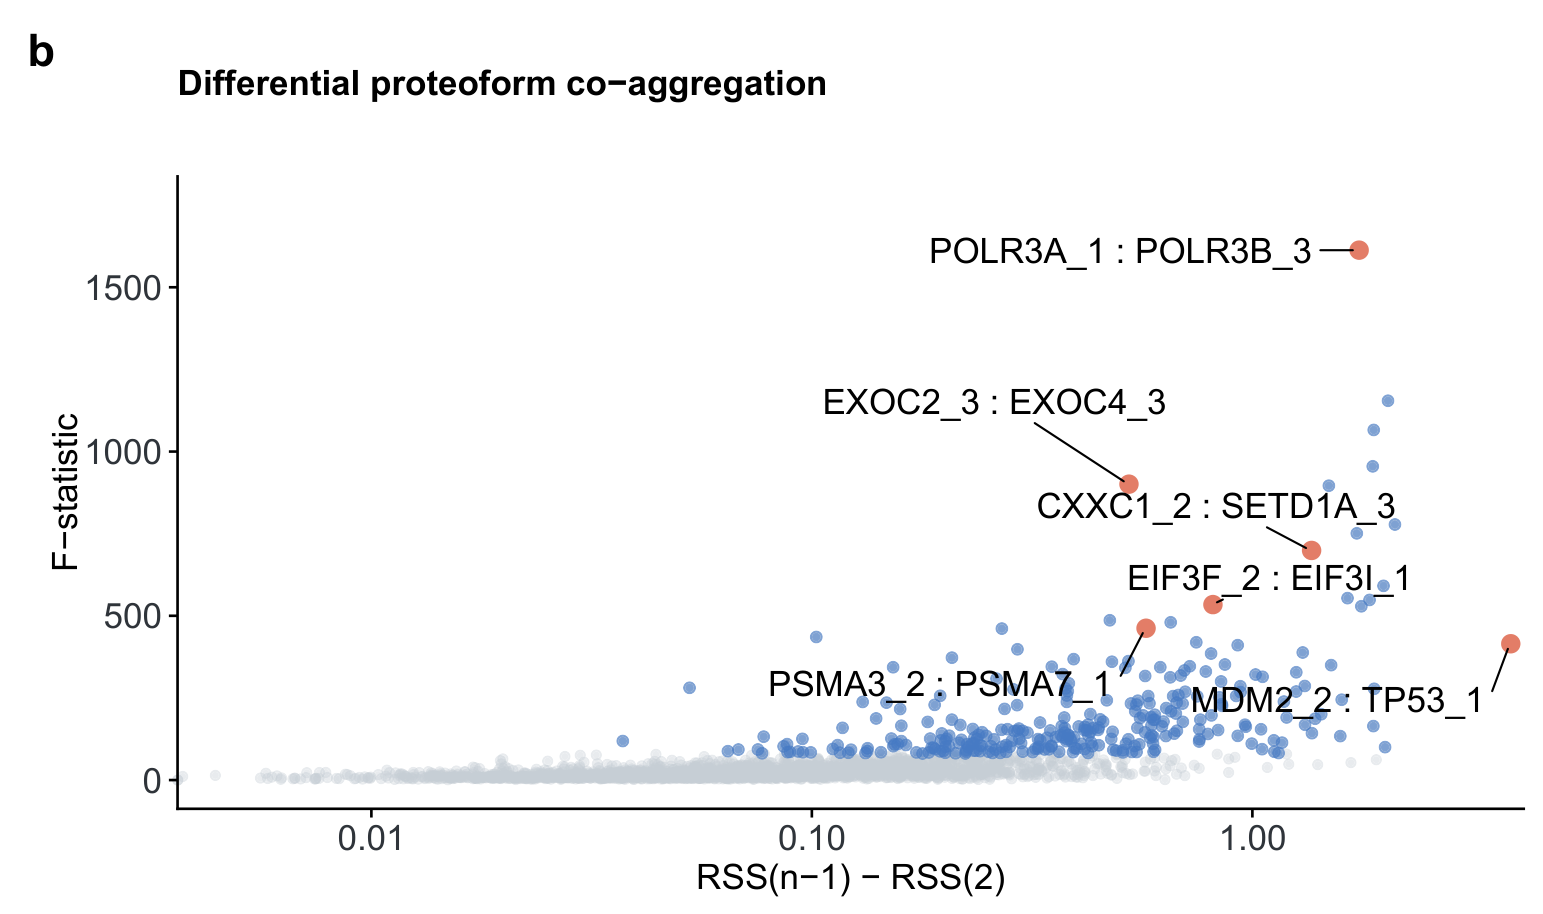 b
Differential proteoform co−aggregation
POLR3A_1 : POLR3B_3
1500
EXOC2_3 : EXOC4_3
1000
F−statistic
CXXC1_2 : SETD1A_3
EIF3F_2 : EIF3I_1
500
PSMA3_2 : PSMA7_1
MDM2_2 : TP53_1
0
0.01
0.10
1.00
RSS(n−1) − RSS(2)